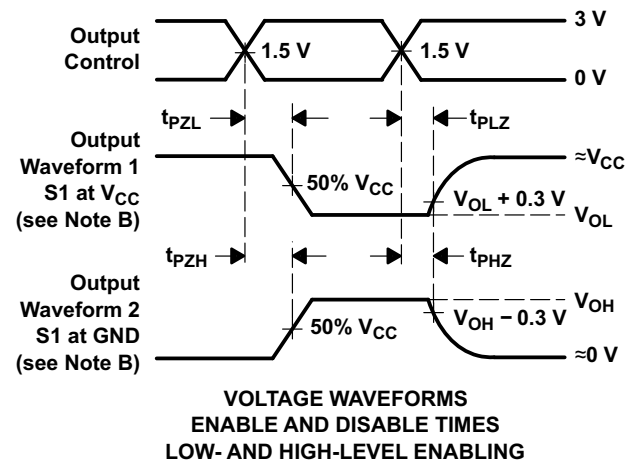 Output
Control
1.5 V
1.5 V
3 V
0 V
tPZL
tPLZ
Output
Waveform 1
S1 at VCC
(see Note B)
50% VCC
≈VCC
VOL + 0.3 V
VOL
tPZH
tPHZ
Output
Waveform 2
S1 at GND
(see Note B)
50% VCC
VOH
VOH − 0.3 V
≈0 V
VOLTAGE WAVEFORMS
ENABLE AND DISABLE TIMES
LOW- AND HIGH-LEVEL ENABLING